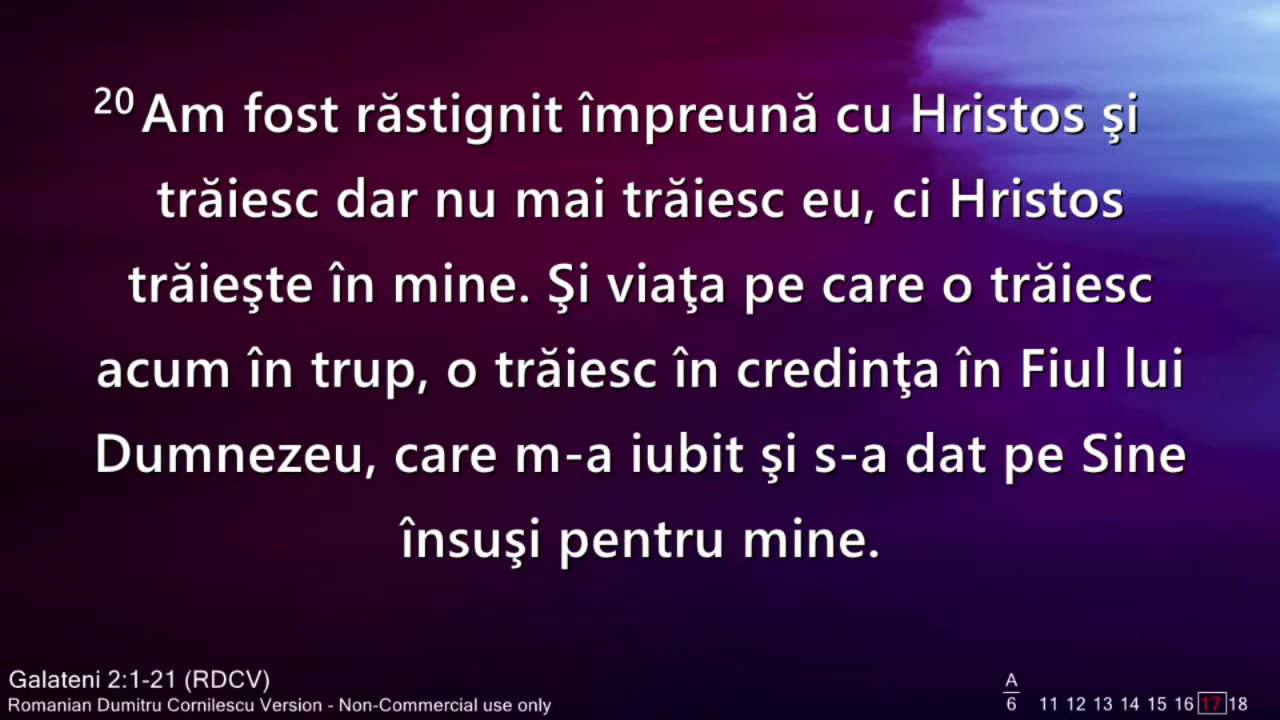 20 Am fost răstignit împreună cu Hristos şi
trăiesc dar nu mai trăiesc eu, ci Hristos
trăieşte în mine. Şi viaţa pe care o trăiesc
acum în trup, o trăiesc în credinţa în Fiul lui
Dumnezeu, care m-a iubit şi s-a dat pe Sine
însuşi pentru mine.
Galateni 2:1-21 (RDCV)
Romanian Dumitru Cornilescu Version - Non-Commercial use only
A
6
11 12 13 14 15 16 17 18